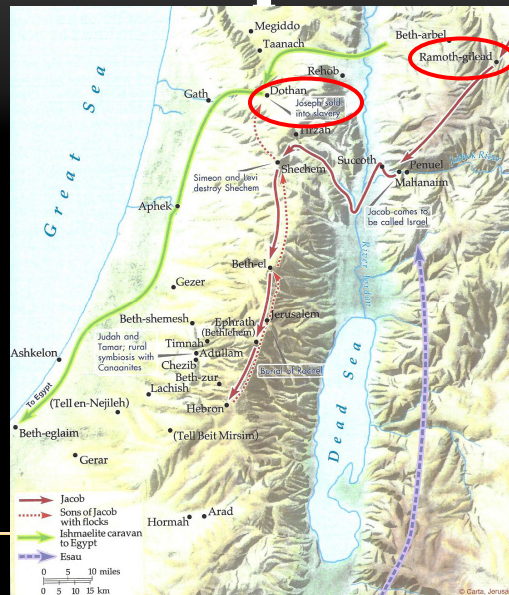 Megiddo
Taanach
Beth-arbel
Ramoth-gilead
Rehob
Great Sea
Gath
Dothan
Joseph sold
into slavery
Tirzah
Succoth
Penuel
Jabbok River
Shechem
Mahanaim
Simeon and Levi
destroy Shechem
Aphek
Jacob comes to
be called Israel
River Jordan
Beth-el
Gezer
Jerusalem
Beth-shemesh
Ephrath
(Bethlehem)
Judah and
Tamar; rural
symbiosis with
Canaanites
Timnah
Adullam
Ashkelon
Chezib
Burial of Rachel
Beth-zur
Lachish
To Egypt
(Tell en-Nejileh)
Hebron
Dead Sea
Beth-eglaim
(Tell Beit Mirsim)
Gerar
Jacob
Sons of Jacob
with flocks
Ishmaelite caravan
to Egypt
Esau
Hormah
Arad
0 5 10 miles
0 5 10 15 km
© Carta, Jerusa